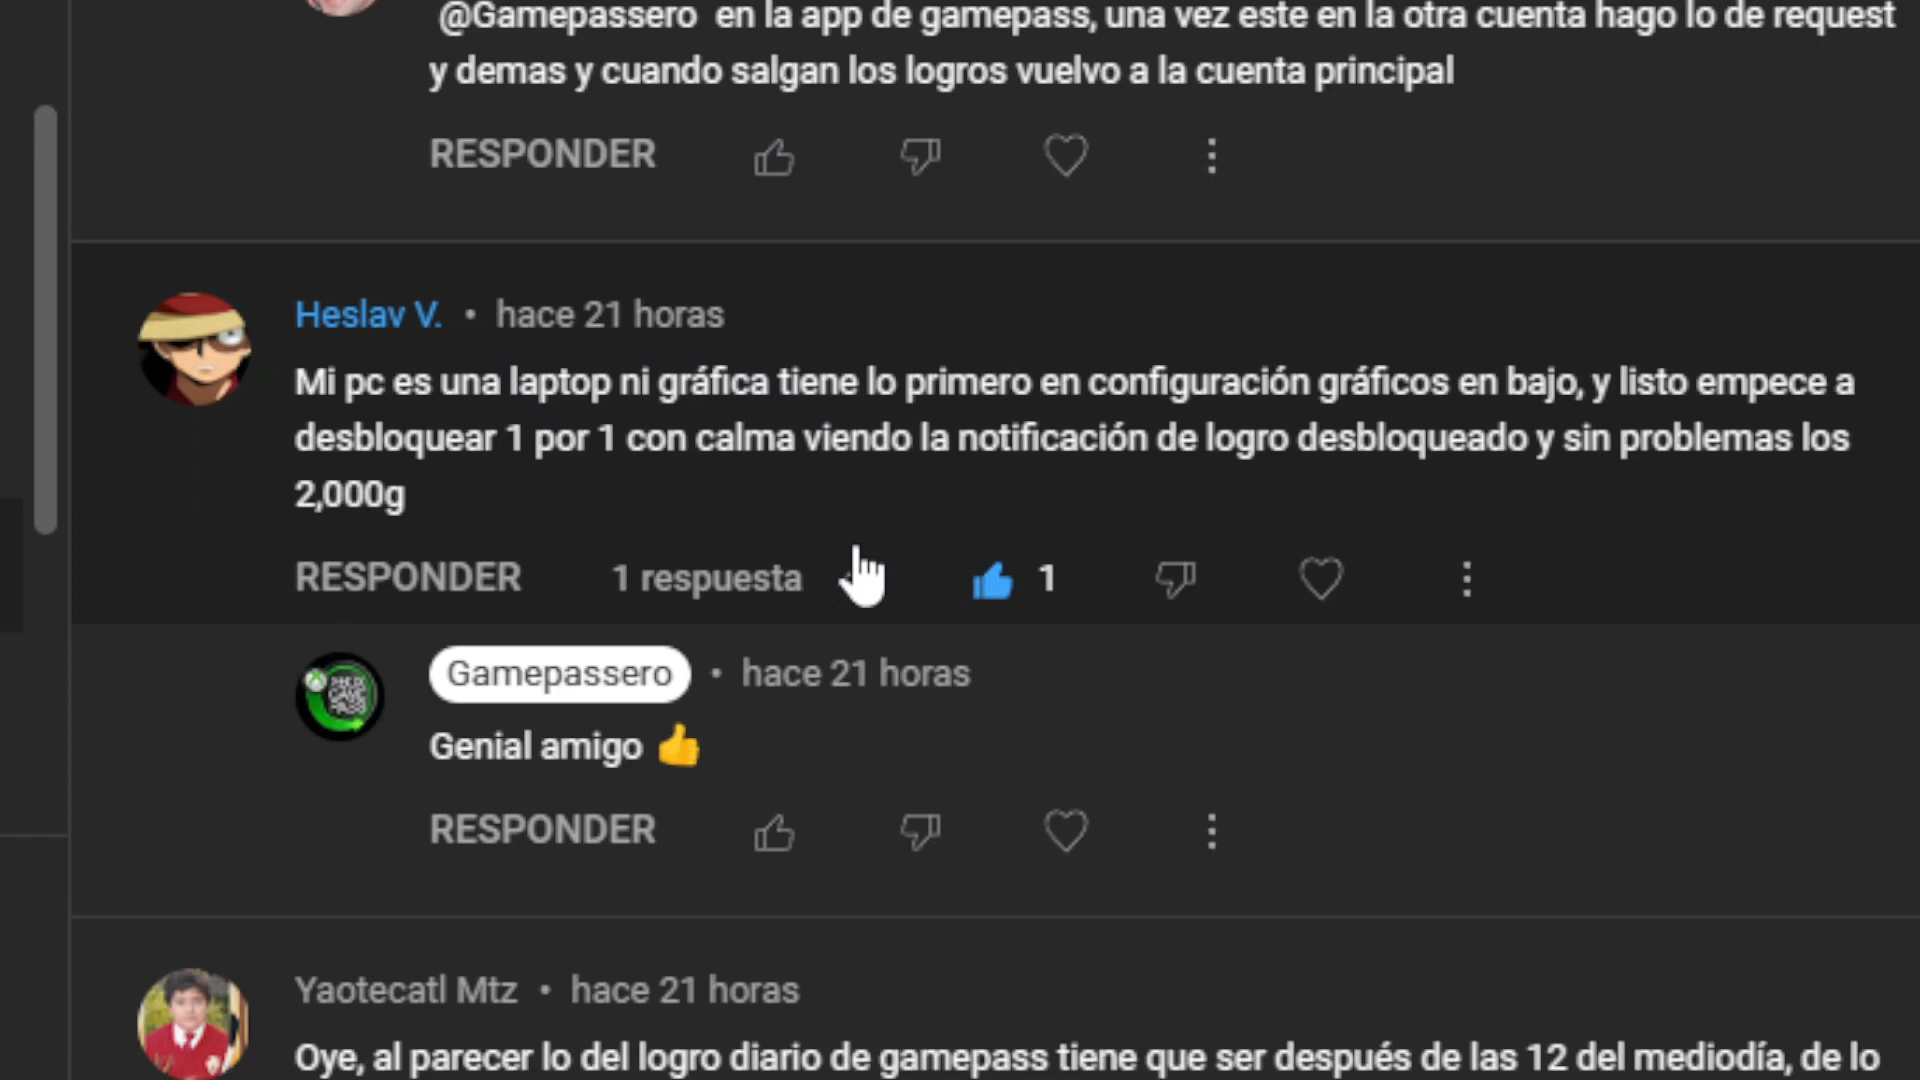 @Gamepassero en la app de gamepass, una vez este en la otra cuenta hago lo de request
y demas y cuando salgan los logros vuelvo a la cuenta principal
RESPONDER
Heslav V. • hace 21 horas
Mi pc es una laptop ni gráfica tiene lo primero en configuración gráficos en bajo, y listo empece a
desbloquear 1 por 1 con calma viendo la notificación de logro desbloqueado y sin problemas los
2,000g
RESPONDER 1 respuesta 1
Gamepassero • hace 21 horas
Genial amigo 👍
RESPONDER
Yaotecatl Mtz • hace 21 horas
Oye, al parecer lo del logro diario de gamepass tiene que ser después de las 12 del mediodía, de lo